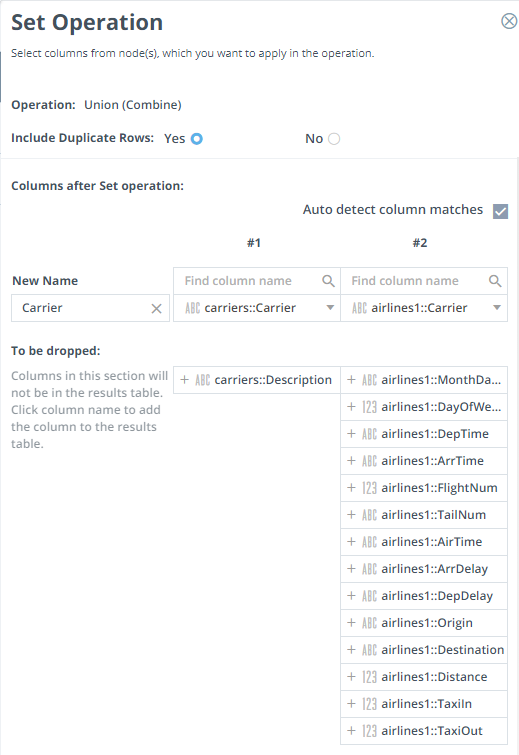 Set Operation
Select columns from node(s), which you want to apply in the operation.
Operation: Union (Combine)
Include Duplicate Rows: Yes No
Columns after Set operation:
Auto detect column matches
#1 #2
New Name Find column name Find column name
Carrier ABC carriers::Carrier ABC airlines1::Carrier
To be dropped:
Columns in this section will
not be in the results table.
Click column name to add
the column to the results
table.
+ ABC carriers::Description
+ ABC airlines1::MonthDa...
+ 123 airlines1::DayOfWe...
+ ABC airlines1::DepTime
+ ABC airlines1::ArrTime
+ 123 airlines1::FlightNum
+ ABC airlines1::TailNum
+ ABC airlines1::AirTime
+ ABC airlines1::ArrDelay
+ ABC airlines1::DepDelay
+ ABC airlines1::Origin
+ ABC airlines1::Destination
+ 123 airlines1::Distance
+ 123 airlines1::TaxiIn
+ 123 airlines1::TaxiOut